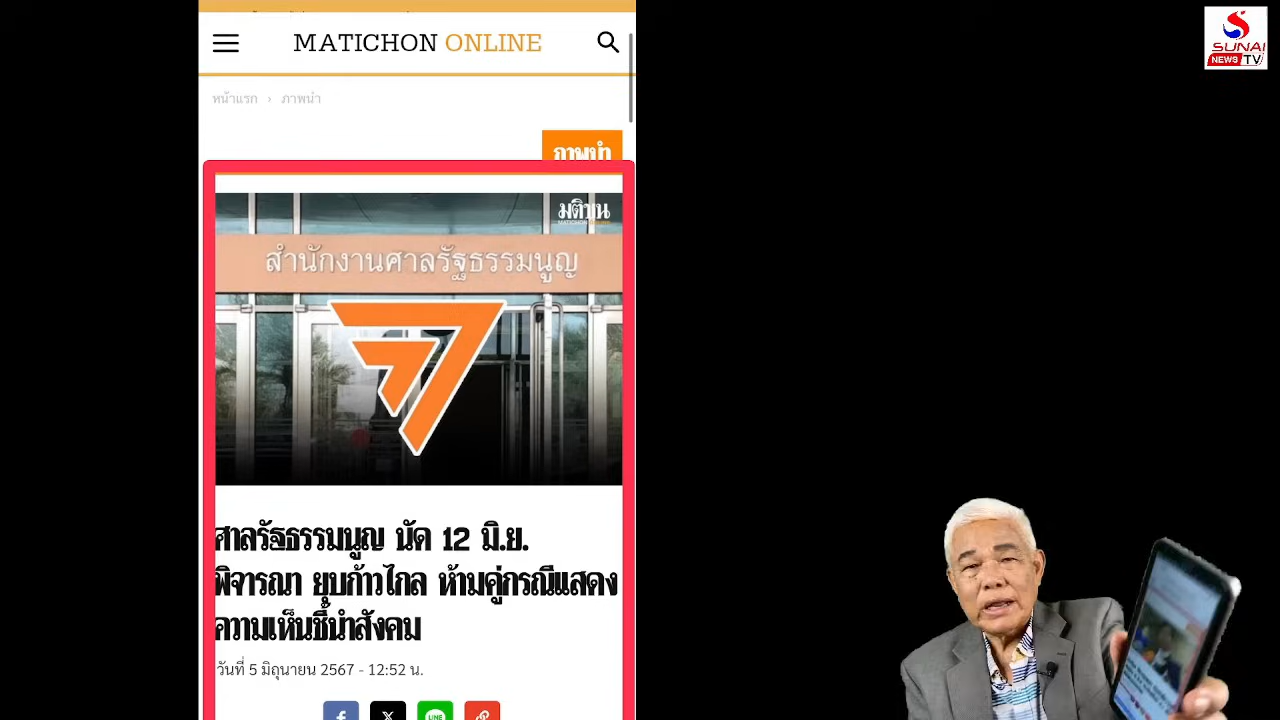 MATICHON ONLINE
SUNAI
NEWS TV
หน้าแรก › ภาพนำ
ภาพนำ
มติชน
MATICHON ONLINE
สำนักงานศาลรัฐธรรมนูญ
ศาลรัฐธรรมนูญ นัด 12 มิ.ย.
พิจารณา ยุบก้าวไกล ห้ามคู่กรณีแสดง
ความเห็นชี้นำสังคม
วันที่ 5 มิถุนายน 2567 - 12:52 น.
LINE